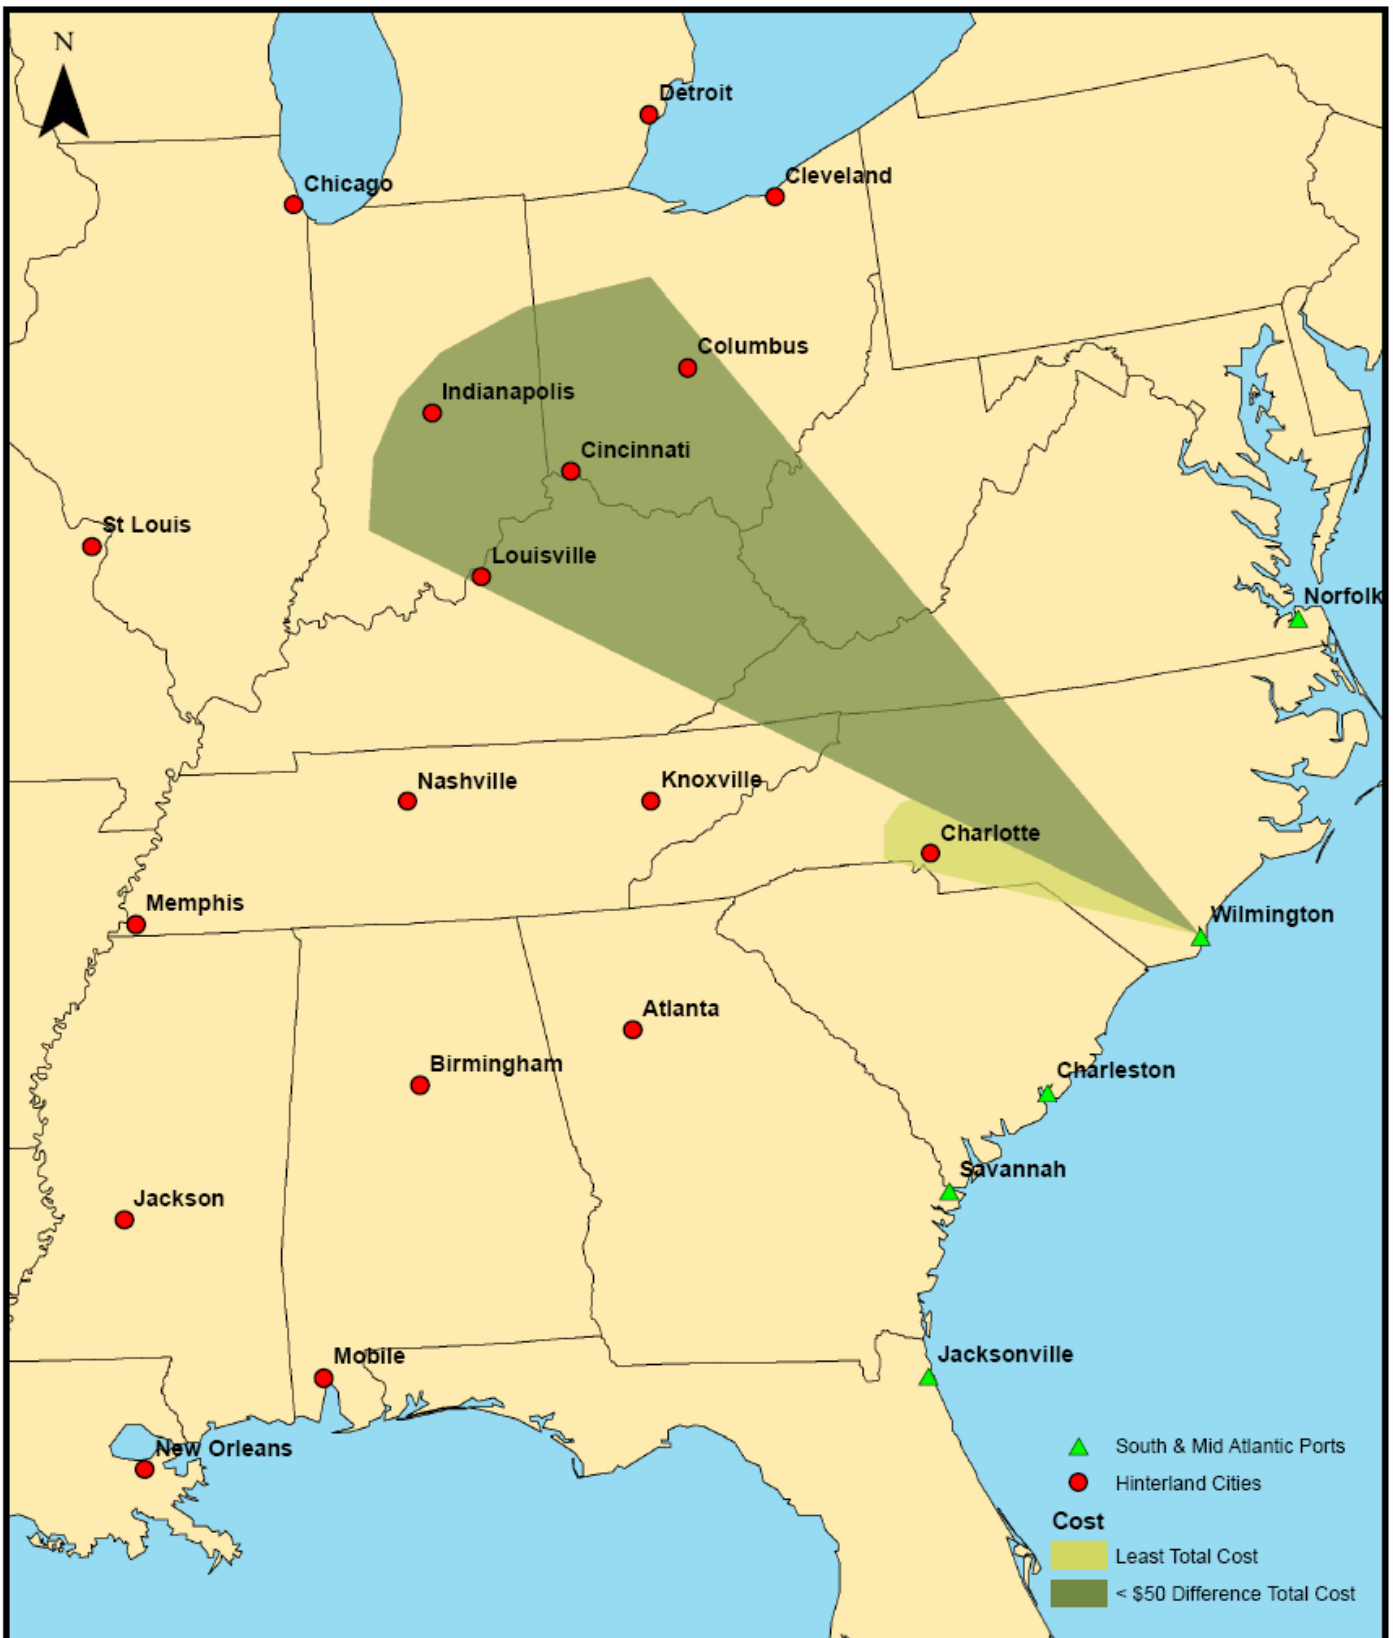 N
Detroit
Cleveland
Chicago
Columbus
Indianapolis
Cincinnati
St Louis
Louisville
Norfolk
Nashville
Knoxville
Charlotte
Memphis
Wilmington
Atlanta
Birmingham
Charleston
Savannah
Jackson
Mobile
Jacksonville
New Orleans
South & Mid Atlantic Ports
Hinterland Cities
Cost
Least Total Cost
< $50 Difference Total Cost